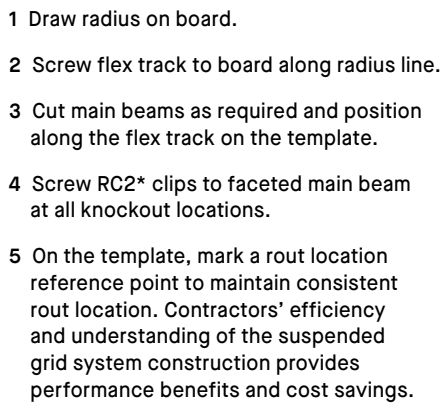 1 Draw radius on board.
2 Screw flex track to board along radius line.
3 Cut main beams as required and position
along the flex track on the template.
4 Screw RC2* clips to faceted main beam
at all knockout locations.
5 On the template, mark a rout location
reference point to maintain consistent
rout location. Contractors’ efficiency
and understanding of the suspended
grid system construction provides
performance benefits and cost savings.